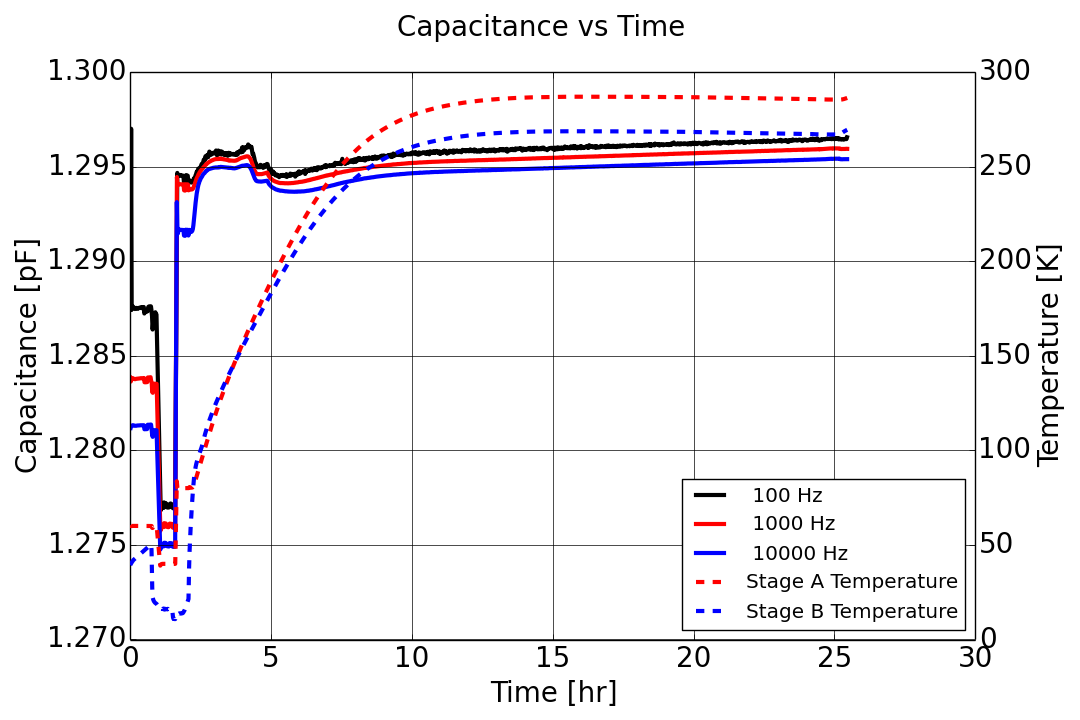 Capacitance vs Time
1.300
1.295
1.290
1.285
1.280
1.275
1.270
Capacitance [pF]
300
250
200
150
100
50
0
Temperature [K]
0 5 10 15 20 25 30
Time [hr]
100 Hz
1000 Hz
10000 Hz
Stage A Temperature
Stage B Temperature